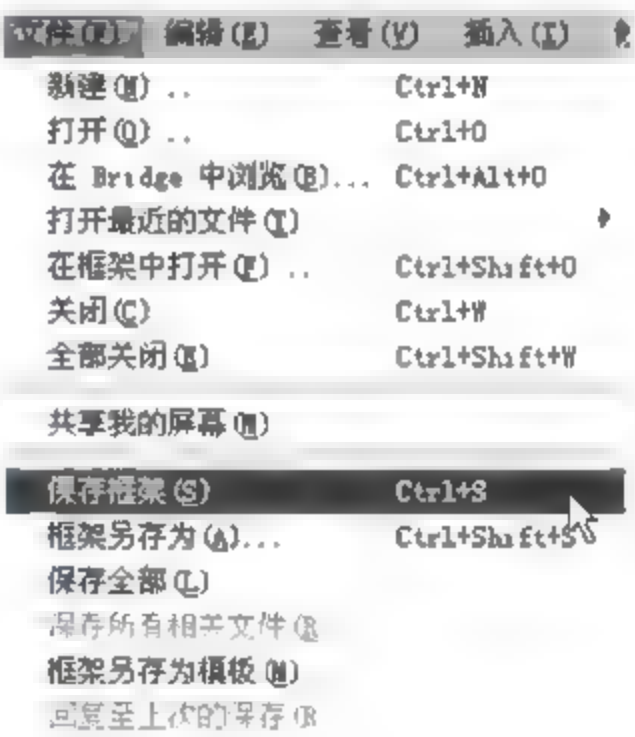 文件(F) 编辑(E) 查看(V) 插入(I)
新建(N)... Ctrl+N
打开(O)... Ctrl+O
在 Bridge 中浏览(B)... Ctrl+Alt+O
打开最近的文件(T)
在框架中打开(F)... Ctrl+Shift+O
关闭(C) Ctrl+W
全部关闭(E) Ctrl+Shift+W
共享我的屏幕(M)
保存框架(S) Ctrl+S
框架另存为(A)... Ctrl+Shift+S
保存全部(L)
保存所有相关文件(R
框架另存为模板(M)
回复至上次的保存(R